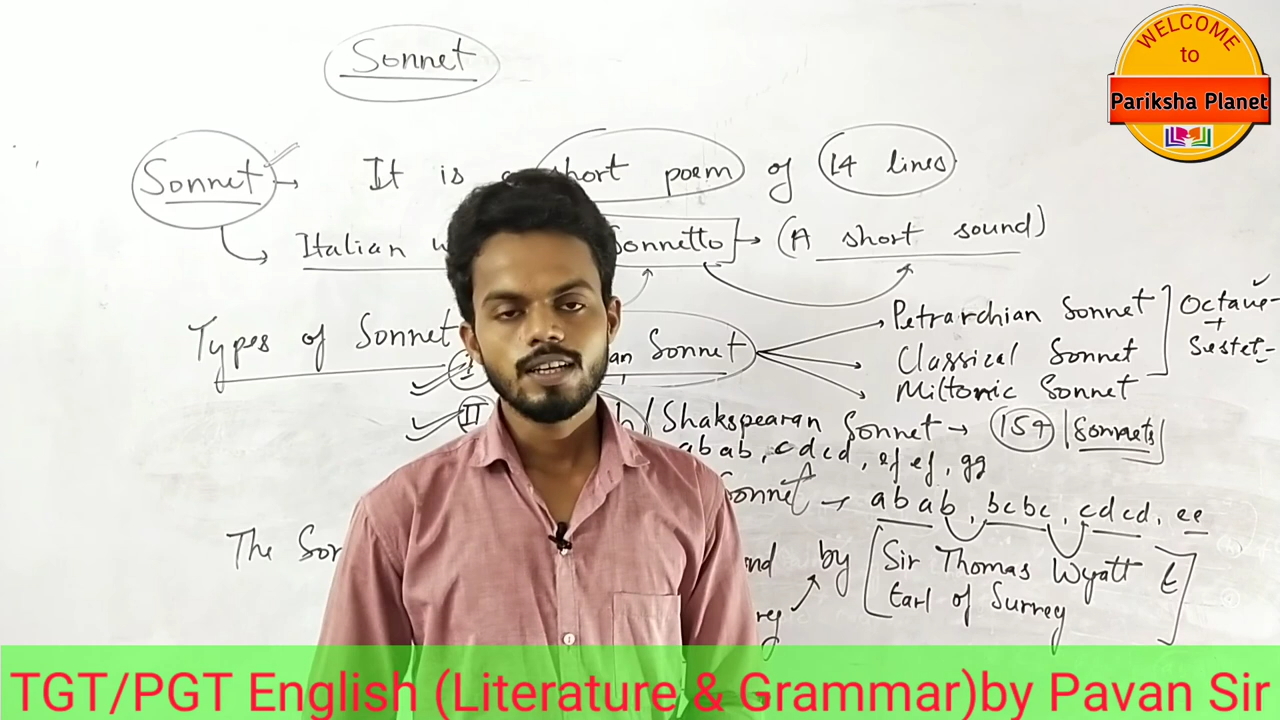 Sonnet
WELCOME
to
Pariksha Planet
Sonnet → It is a short poem of 14 lines
Italian Sonnetto → (A short sound)
Types of Sonnet
I Sonnet
Petrarchian Sonnet
Classical Sonnet
Miltonic Sonnet
Octave
+
Sestet
II / Shakspearan Sonnet → 154 Sonnets
abab, cdcd, efef, gg
Sonnet → abab, bcbc, cdcd, ee
The by [Sir Thomas Wyatt &
Earl of Surrey]
TGT/PGT English (Literature & Grammar)by Pavan Sir